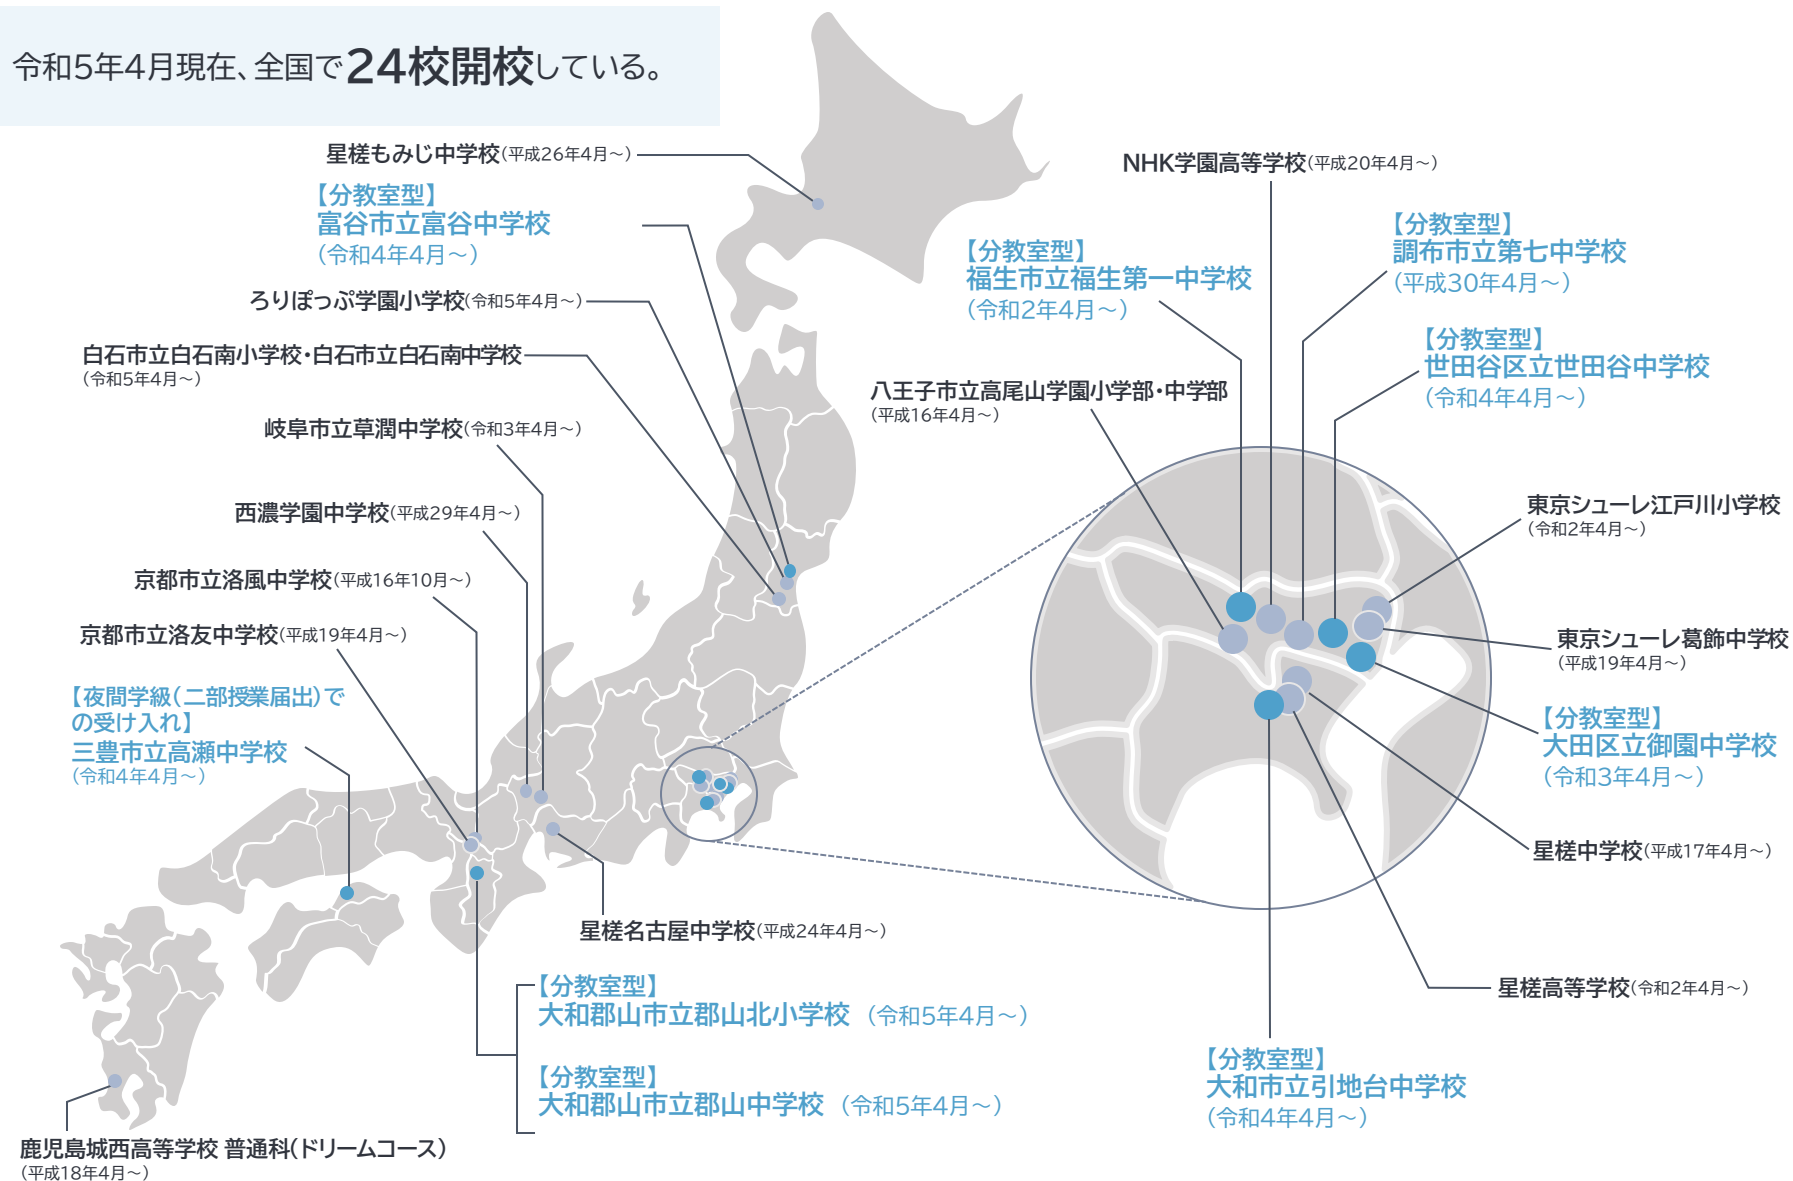 令和5年4月現在、全国で24校開校している。
星槎もみじ中学校(平成26年4月～)
【分教室型】
富谷市立富谷中学校
(令和4年4月～)
ろりぽっぷ学園小学校(令和5年4月～)
白石市立白石南小学校・白石市立白石南中学校
(令和5年4月～)
岐阜市立草潤中学校(令和3年4月～)
西濃学園中学校(平成29年4月～)
京都市立洛風中学校(平成16年10月～)
京都市立洛友中学校(平成19年4月～)
【夜間学級(二部授業届出)で
の受け入れ】
三豊市立高瀬中学校
(令和4年4月～)
星槎名古屋中学校(平成24年4月～)
【分教室型】
大和郡山市立郡山北小学校 (令和5年4月～)
【分教室型】
大和郡山市立郡山中学校 (令和5年4月～)
鹿児島城西高等学校 普通科(ドリームコース)
(平成18年4月～)
NHK学園高等学校(平成20年4月～)
【分教室型】
福生市立福生第一中学校
(令和2年4月～)
【分教室型】
調布市立第七中学校
(平成30年4月～)
【分教室型】
世田谷区立世田谷中学校
(令和4年4月～)
八王子市立高尾山学園小学部・中学部
(平成16年4月～)
東京シューレ江戸川小学校
(令和2年4月～)
東京シューレ葛飾中学校
(平成19年4月～)
【分教室型】
大田区立御園中学校
(令和3年4月～)
星槎中学校(平成17年4月～)
星槎高等学校(令和2年4月～)
【分教室型】
大和市立引地台中学校
(令和4年4月～)